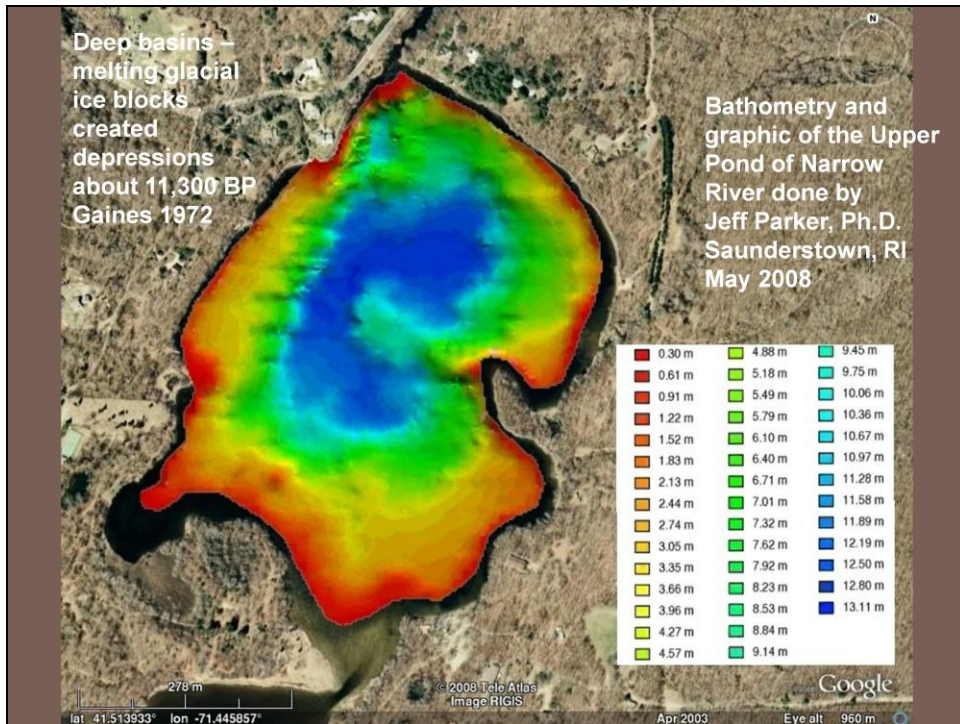 Deep basins –
melting glacial
ice blocks
created
depressions
about 11,300 BP
Gaines 1972
N
Bathometry and
graphic of the Upper
Pond of Narrow
River done by
Jeff Parker, Ph.D.
Saunderstown, RI
May 2008
0.30 m
0.61 m
0.91 m
1.22 m
1.52 m
1.83 m
2.13 m
2.44 m
2.74 m
3.05 m
3.35 m
3.66 m
3.96 m
4.27 m
4.57 m
4.88 m
5.18 m
5.49 m
5.79 m
6.10 m
6.40 m
6.71 m
7.01 m
7.32 m
7.62 m
7.92 m
8.23 m
8.53 m
8.84 m
9.14 m
9.45 m
9.75 m
10.06 m
10.36 m
10.67 m
10.97 m
11.28 m
11.58 m
11.89 m
12.19 m
12.50 m
12.80 m
13.11 m
278 m
© 2008 Tele Atlas
Image RIGIS
Google
lat 41.513933° lon -71.445857°
Apr 2003
Eye alt 960 m